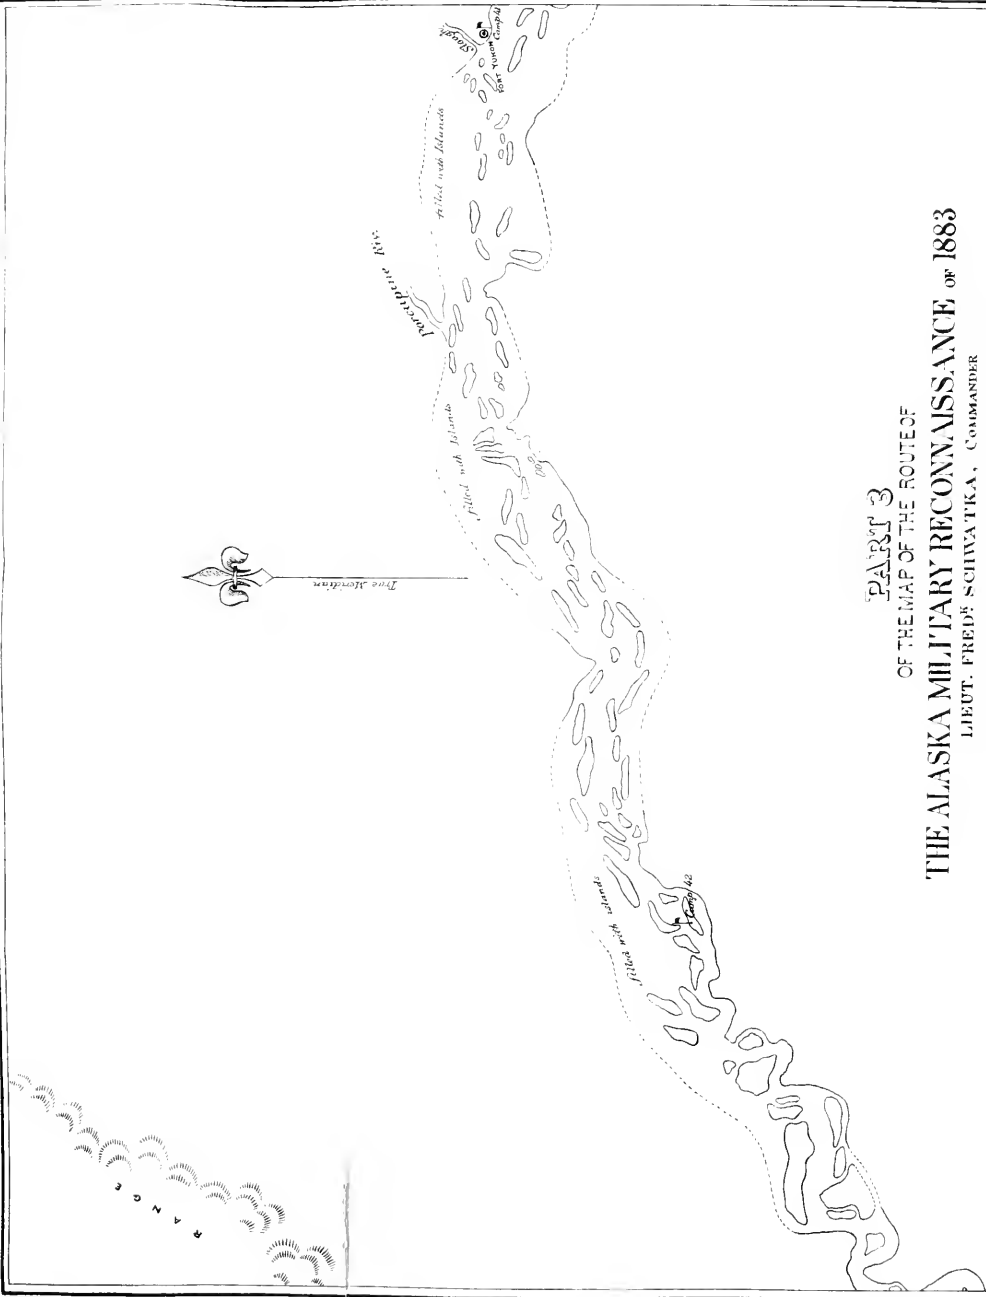 PART 3
OF THE MAP OF THE ROUTE OF
THE ALASKA MILITARY RECONNAISSANCE OF 1883
LIEUT. FREDK SCHWATKA, COMMANDER
Slough
FORT YUKON
Camp 41
filled with Islands
Porcupine Riv.
filled with Islands
True Meridian
filled with islands
Camp 42
RANGE